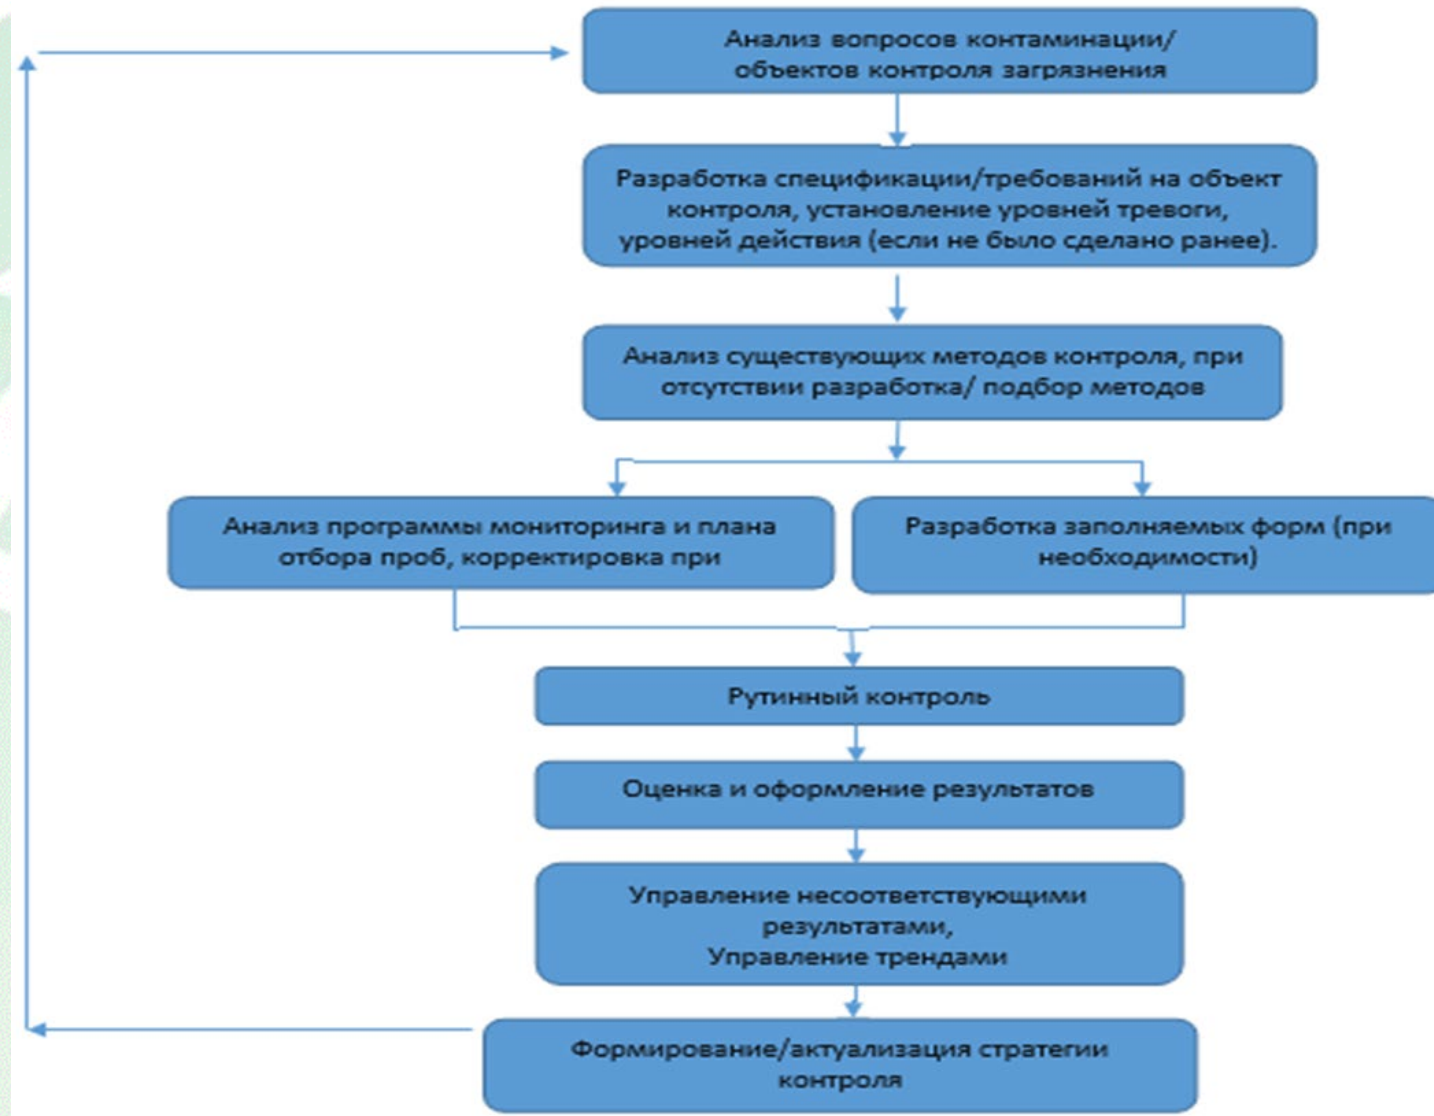 Анализ вопросов контаминации/
объектов контроля загрязнения
Разработка спецификации/требований на объект
контроля, установление уровней тревоги,
уровней действия (если не было сделано ранее).
Анализ существующих методов контроля, при
отсутствии разработка/ подбор методов
Анализ программы мониторинга и плана
отбора проб, корректировка при
Разработка заполняемых форм (при
необходимости)
Рутинный контроль
Оценка и оформление результатов
Управление несоответствующими
результатами,
Управление трендами
Формирование/актуализация стратегии
контроля